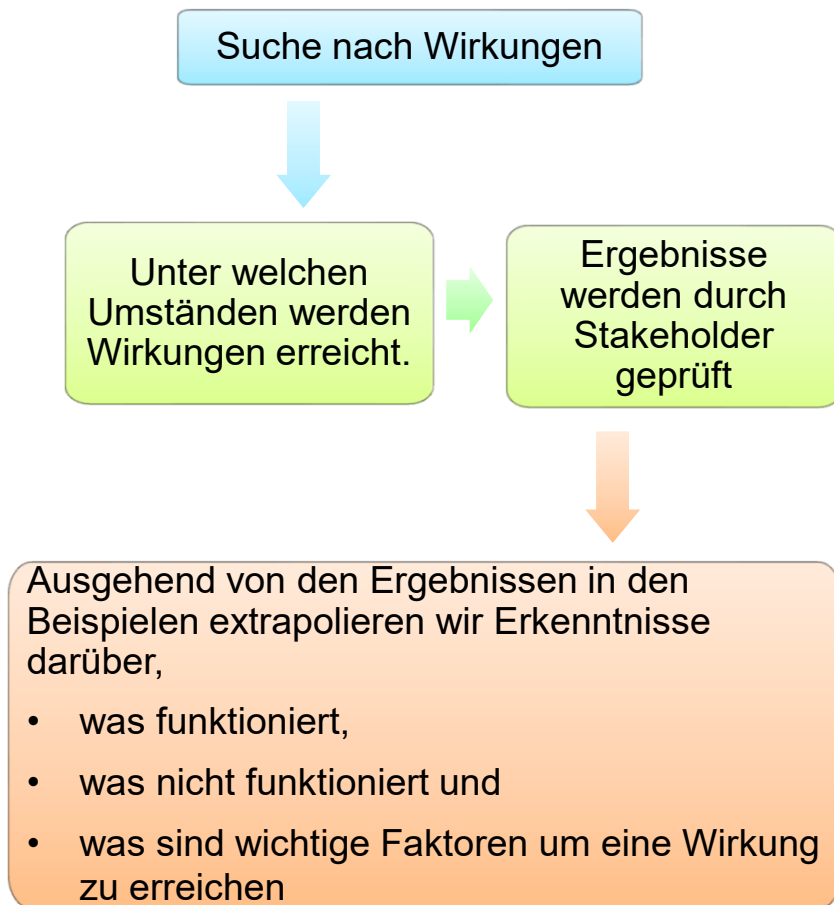 Suche nach Wirkungen
Unter welchen
Umständen werden
Wirkungen erreicht.
Ergebnisse
werden durch
Stakeholder
geprüft
Ausgehend von den Ergebnissen in den
Beispielen extrapolieren wir Erkenntnisse
darüber,
• was funktioniert,
• was nicht funktioniert und
• was sind wichtige Faktoren um eine Wirkung
zu erreichen